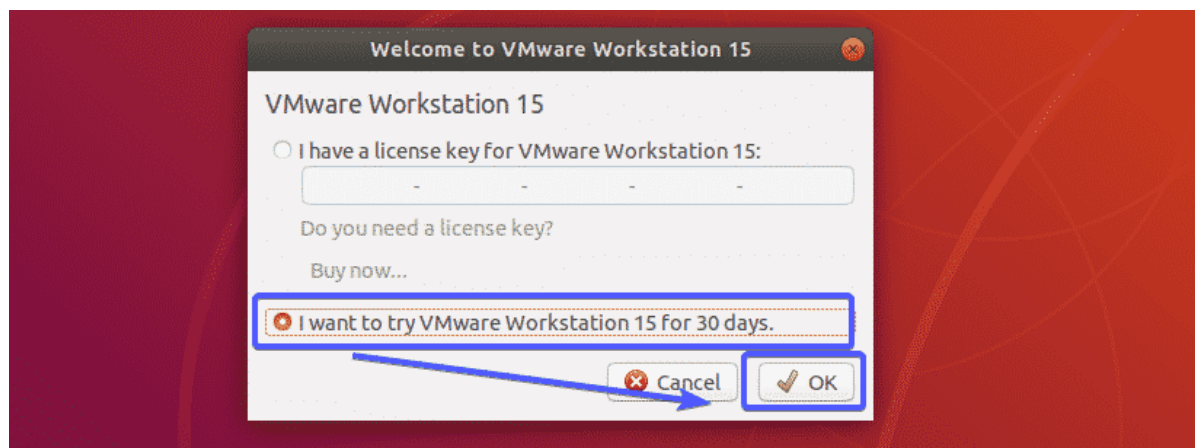 Welcome to VMware Workstation 15
VMware Workstation 15
I have a license key for VMware Workstation 15:
- - - -
Do you need a license key?
Buy now...
I want to try VMware Workstation 15 for 30 days.
Cancel OK